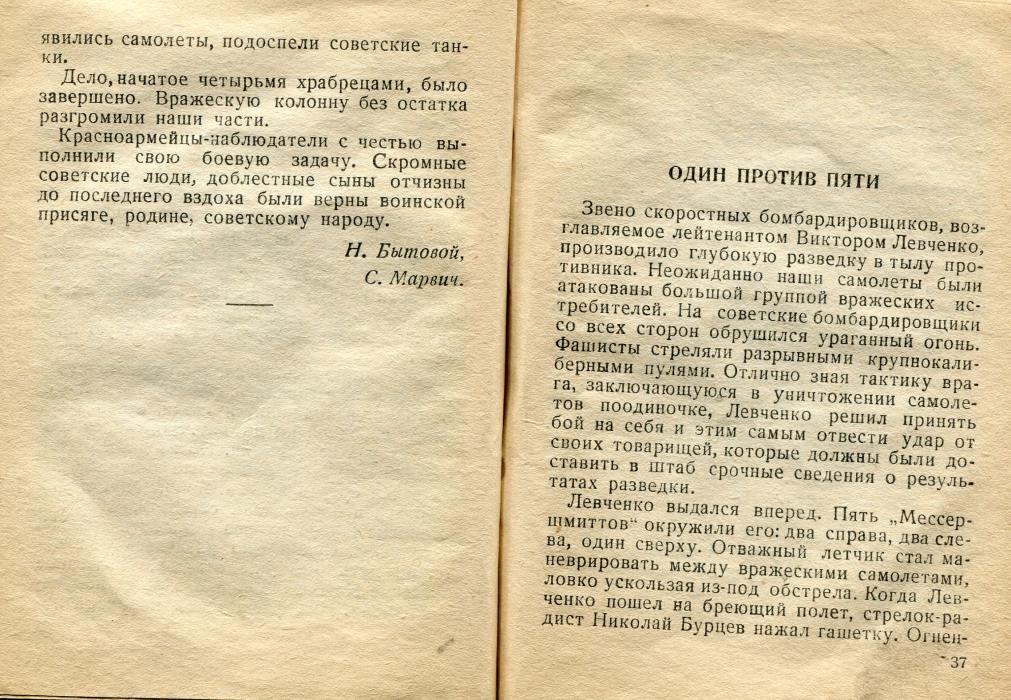 явились самолеты, подоспели советские тан-
ки.
Дело, начатое четырьмя храбрецами, было
завершено. Вражескую колонну без остатка
разгромили наши части.
Красноармейцы-наблюдатели с честью вы-
полнили свою боевую задачу. Скромные
советские люди, доблестные сыны отчизны
до последнего вздоха были верны воинской
присяге, родине, советскому народу.
Н. Бытовой,
С. Марвич.
ОДИН ПРОТИВ ПЯТИ
Звено скоростных бомбардировщиков, воз-
главляемое лейтенантом Виктором Левченко,
производило глубокую разведку в тылу про-
тивника. Неожиданно наши самолеты были
атакованы большой группой вражеских ис-
требителей. На советские бомбардировщики
со всех сторон обрушился ураганный огонь.
Фашисты стреляли разрывными крупнокали-
берными пулями. Отлично зная тактику вра-
га, заключающуюся в уничтожении самоле-
тов поодиночке, Левченко решил принять
бой на себя и этим самым отвести удар от
своих товарищей, которые должны были до-
ставить в штаб срочные сведения о резуль-
татах разведки.
Левченко выдался вперед. Пять „Мессер-
шмиттов“ окружили его: два справа, два сле-
ва, один сверху. Отважный летчик стал ма-
неврировать между вражескими самолетами,
ловко ускользая из-под обстрела. Когда Лев-
ченко пошел на бреющий полет, стрелок-ра-
дист Николай Бурцев нажал гашетку. Огнен-
37